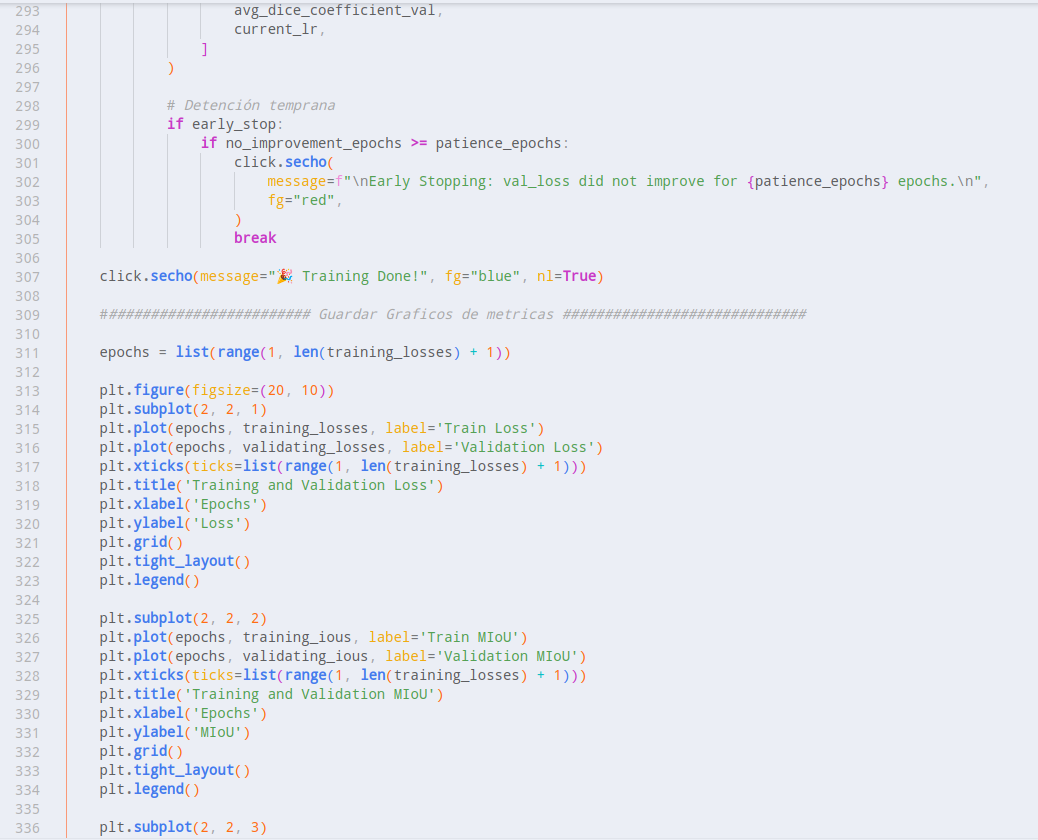 293                         avg_dice_coefficient_val,
294                         current_lr,
295                     ]
296                 )
297
298                 # Detención temprana
299                 if early_stop:
300                     if no_improvement_epochs >= patience_epochs:
301                         click.secho(
302                             message=f"\nEarly Stopping: val_loss did not improve for {patience_epochs} epochs.\n",
303                             fg="red",
304                         )
305                         break
306
307         click.secho(message="🎉 Training Done!", fg="blue", nl=True)
308
309         ######################### Guardar Graficos de metricas #############################
310
311         epochs = list(range(1, len(training_losses) + 1))
312
313         plt.figure(figsize=(20, 10))
314         plt.subplot(2, 2, 1)
315         plt.plot(epochs, training_losses, label='Train Loss')
316         plt.plot(epochs, validating_losses, label='Validation Loss')
317         plt.xticks(ticks=list(range(1, len(training_losses) + 1)))
318         plt.title('Training and Validation Loss')
319         plt.xlabel('Epochs')
320         plt.ylabel('Loss')
321         plt.grid()
322         plt.tight_layout()
323         plt.legend()
324
325         plt.subplot(2, 2, 2)
326         plt.plot(epochs, training_ious, label='Train MIoU')
327         plt.plot(epochs, validating_ious, label='Validation MIoU')
328         plt.xticks(ticks=list(range(1, len(training_losses) + 1)))
329         plt.title('Training and Validation MIoU')
330         plt.xlabel('Epochs')
331         plt.ylabel('MIoU')
332         plt.grid()
333         plt.tight_layout()
334         plt.legend()
335
336         plt.subplot(2, 2, 3)